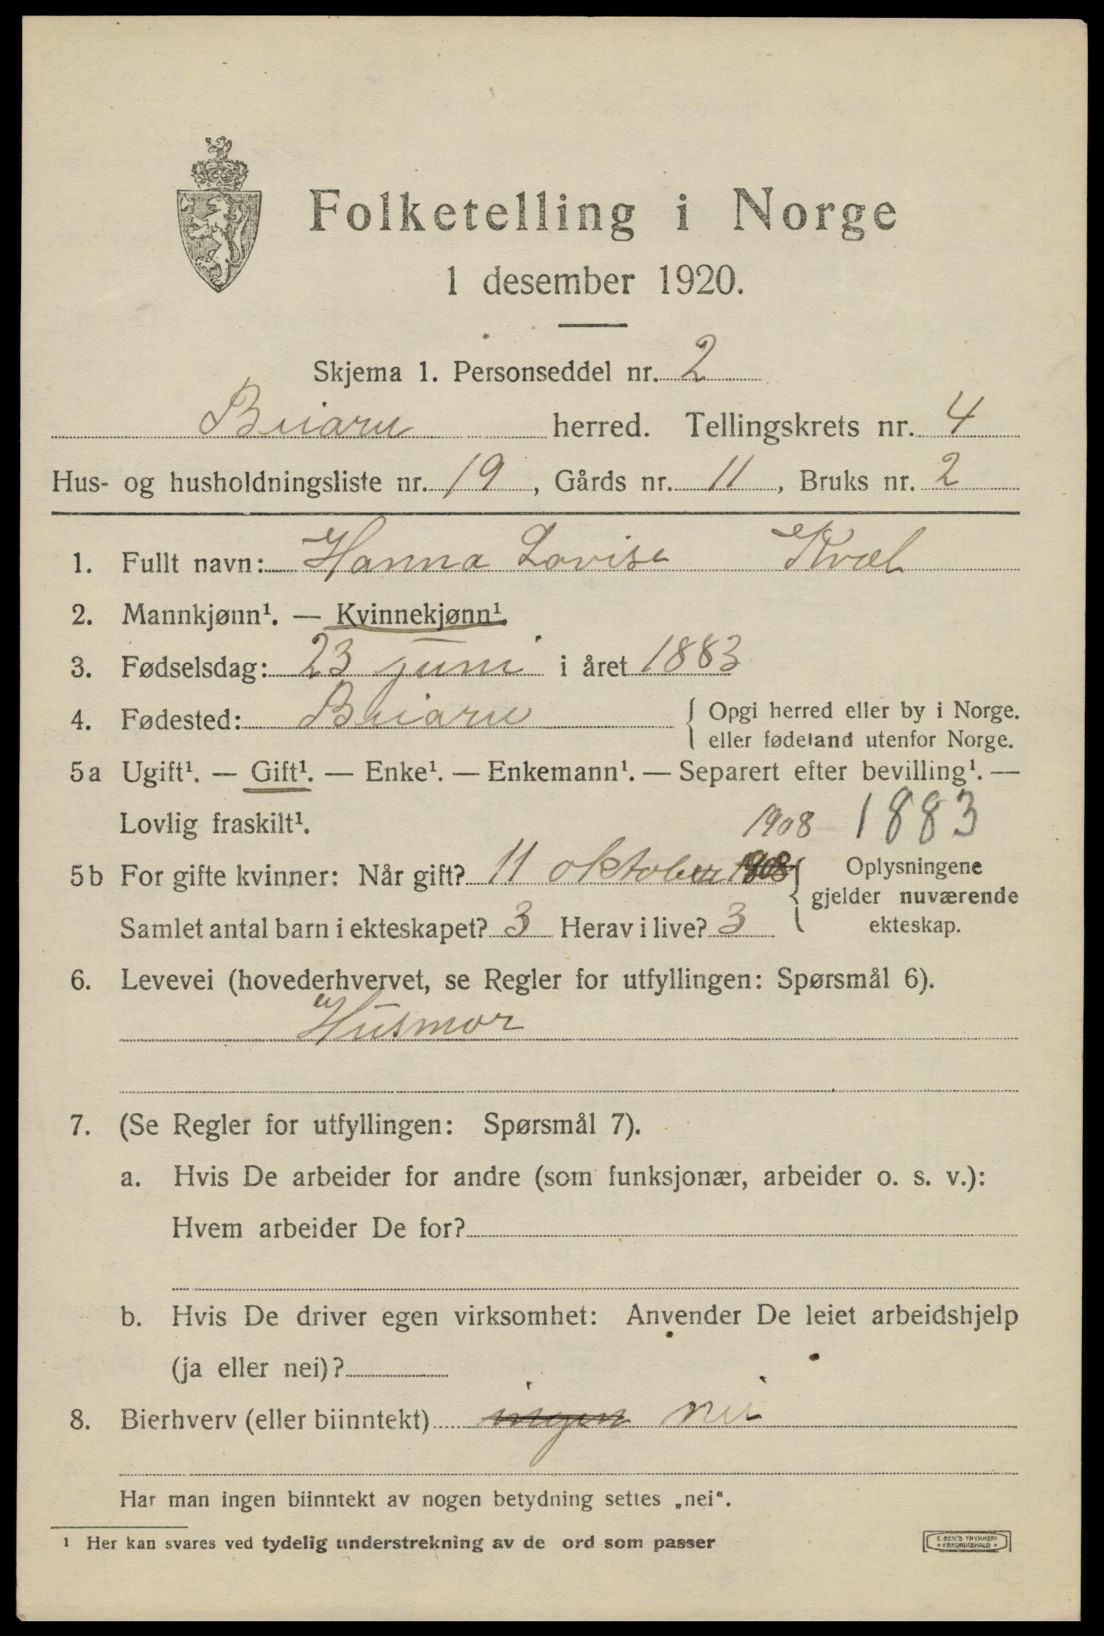 Folketelling i Norge
1 desember 1920.
Skjema 1. Personseddel nr. 2
Beiarn herred. Tellingskrets nr. 4
Hus- og husholdningsliste nr. 19, Gårds nr. 11, Bruks nr. 2
1. Fullt navn: Hanna Lovise Kvæl
2. Mannkjønn¹. — Kvinnekjønn¹.
3. Fødselsdag: 23 juni i året 1883
4. Fødested: Beiarn { Opgi herred eller by i Norge.
eller fødeland utenfor Norge.
5a Ugift¹. — Gift¹. — Enke¹. — Enkemann¹. — Separert efter bevilling¹. —
Lovlig fraskilt¹. 1908 1883
5b For gifte kvinner: Når gift? 11 oktober 1908 { Oplysningene
gjelder nuværende
Samlet antal barn i ekteskapet? 3 Herav i live? 3 ekteskap.
6. Levevei (hovederhvervet, se Regler for utfyllingen: Spørsmål 6).
Husmor
7. (Se Regler for utfyllingen: Spørsmål 7).
a. Hvis De arbeider for andre (som funksjonær, arbeider o. s. v.):
Hvem arbeider De for?
b. Hvis De driver egen virksomhet: Anvender De leiet arbeidshjelp
(ja eller nei)?
8. Bierhverv (eller biinntekt) ingen nei
Har man ingen biinntekt av nogen betydning settes „nei“.
¹ Her kan svares ved tydelig understrekning av de ord som passer